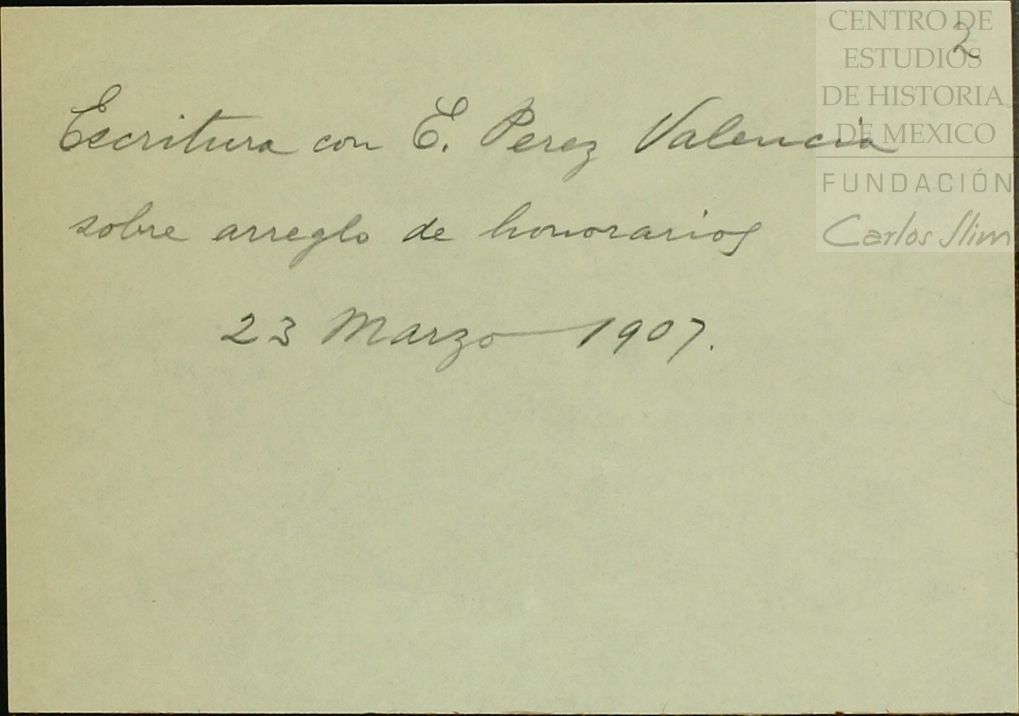 CENTRO DE
ESTUDIOS
DE HISTORIA
DE MEXICO
FUNDACIÓN
Carlos Slim
2
Escritura con E. Perez Valencia
sobre arreglo de honorarios
23 Marzo 1907.